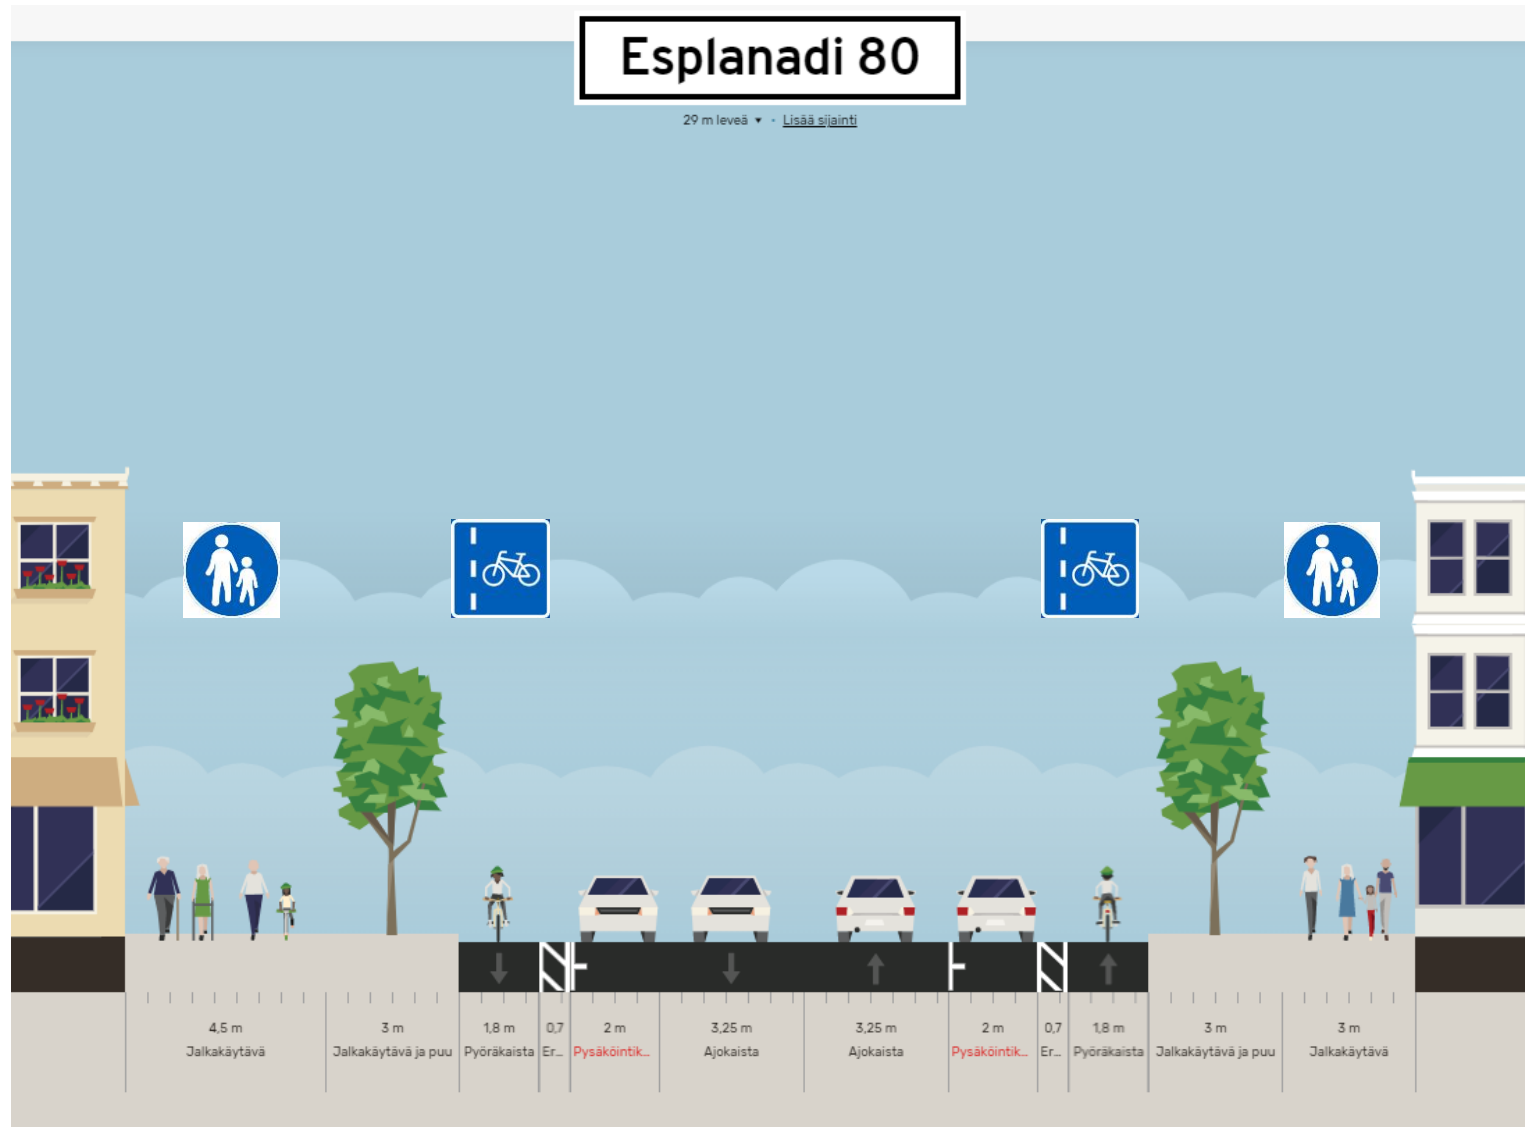 Esplanadi 80
29 m leveä ▾ · Lisää sijainti
4,5 m 3 m 1,8 m 0,7 2 m 3,25 m 3,25 m 2 m 0,7 1,8 m 3 m 3 m
Jalkakäytävä Jalkakäytävä ja puu Pyöräkaista Er... Pysäköintik... Ajokaista Ajokaista Pysäköintik... Er... Pyöräkaista Jalkakäytävä ja puu Jalkakäytävä